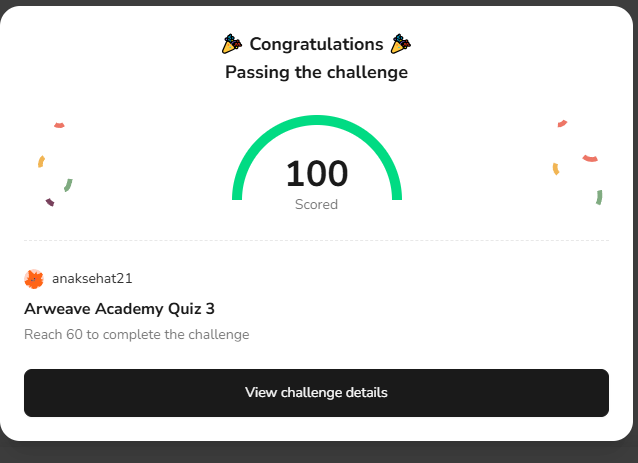 Congratulations
Passing the challenge
100
Scored
anaksehat21
Arweave Academy Quiz 3
Reach 60 to complete the challenge
View challenge details